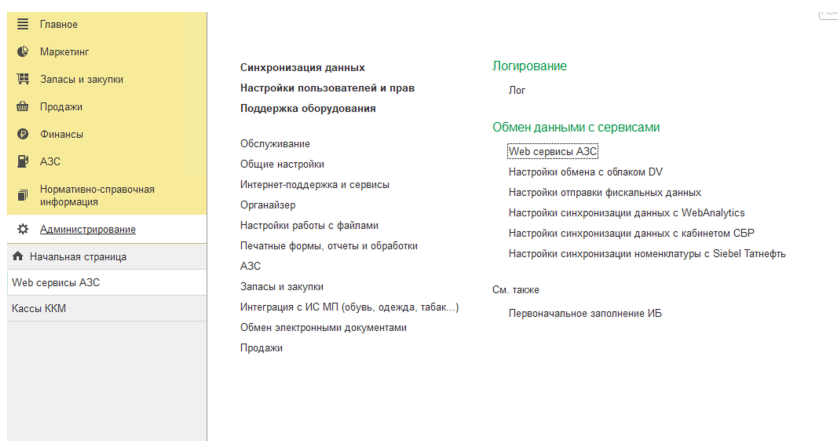 Главное
Маркетинг
Запасы и закупки
Продажи
Финансы
АЗС
Нормативно-справочная
информация
Администрирование
Начальная страница
Web сервисы АЗС
Кассы ККМ
Синхронизация данных
Настройки пользователей и прав
Поддержка оборудования
Обслуживание
Общие настройки
Интернет-поддержка и сервисы
Органайзер
Настройки работы с файлами
Печатные формы, отчеты и обработки
АЗС
Запасы и закупки
Интеграция с ИС МП (обувь, одежда, табак...)
Обмен электронными документами
Продажи
Логирование
Лог
Обмен данными с сервисами
Web сервисы АЗС
Настройки обмена с облаком DV
Настройки отправки фискальных данных
Настройки синхронизации данных с WebAnalytics
Настройки синхронизации данных с кабинетом СБР
Настройки синхронизации номенклатуры с Siebel Татнефть
См. также
Первоначальное заполнение ИБ